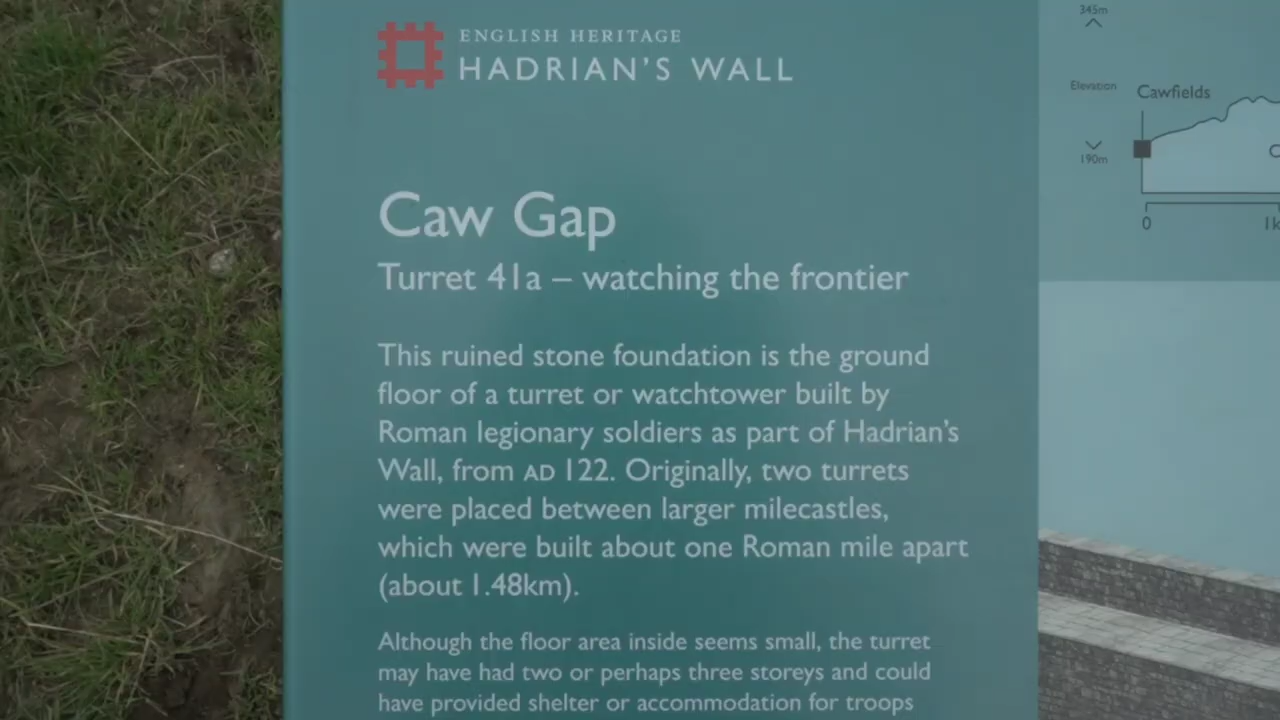 ENGLISH HERITAGE
HADRIAN'S WALL
Caw Gap
Turret 41a – watching the frontier
This ruined stone foundation is the ground
floor of a turret or watchtower built by
Roman legionary soldiers as part of Hadrian's
Wall, from AD 122. Originally, two turrets
were placed between larger milecastles,
which were built about one Roman mile apart
(about 1.48km).
Although the floor area inside seems small, the turret
may have had two or perhaps three storeys and could
have provided shelter or accommodation for troops
345m
Elevation
Cawfields
190m
0